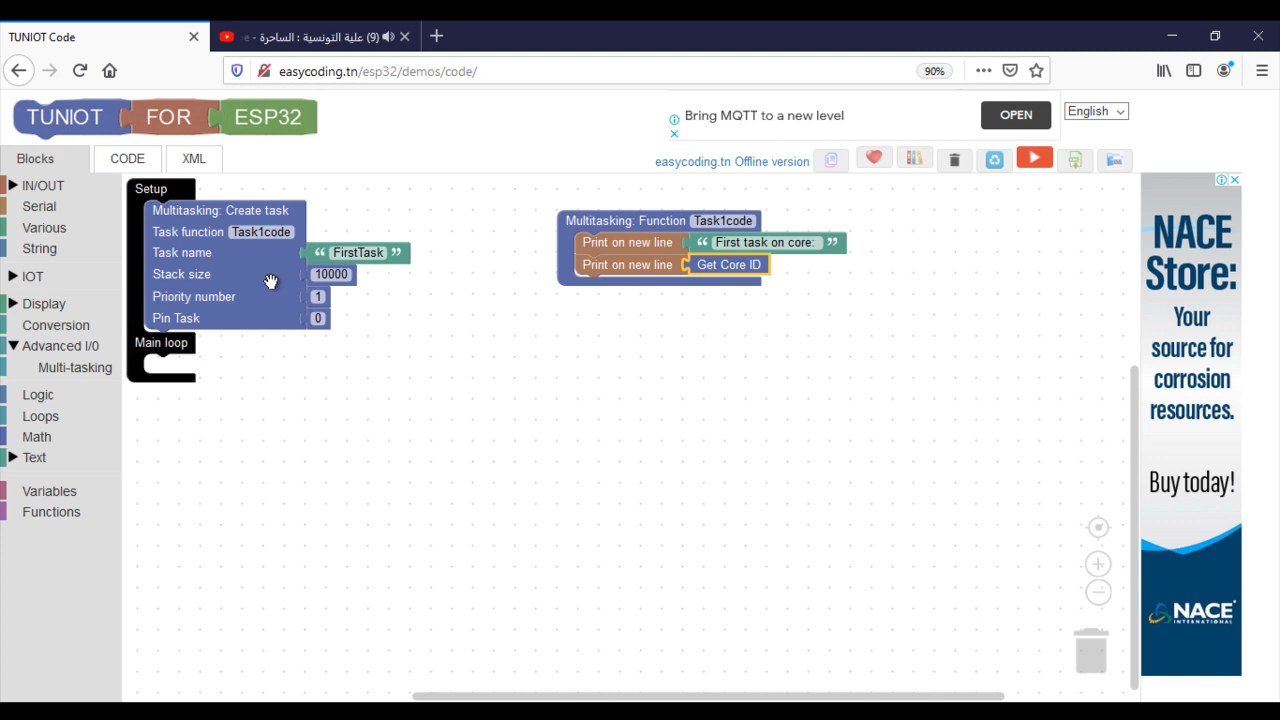 TUNIOT Code
(9) علية التونسية : الساحرة -
easycoding.tn/esp32/demos/code/
90%
TUNIOT FOR ESP32
Bring MQTT to a new level
OPEN
English
Blocks
CODE
XML
easycoding.tn Offline version
IN/OUT
Serial
Various
String
IOT
Display
Conversion
Advanced I/0
Multi-tasking
Logic
Loops
Math
Text
Variables
Functions
Setup
Multitasking: Create task
Task function Task1code
Task name “ FirstTask ”
Stack size 10000
Priority number 1
Pin Task 0
Main loop
Multitasking: Function Task1code
Print on new line “ First task on core: ”
Print on new line Get Core ID
NACE
Store:
Your
source for
corrosion
resources.
Buy today!
NACE
INTERNATIONAL